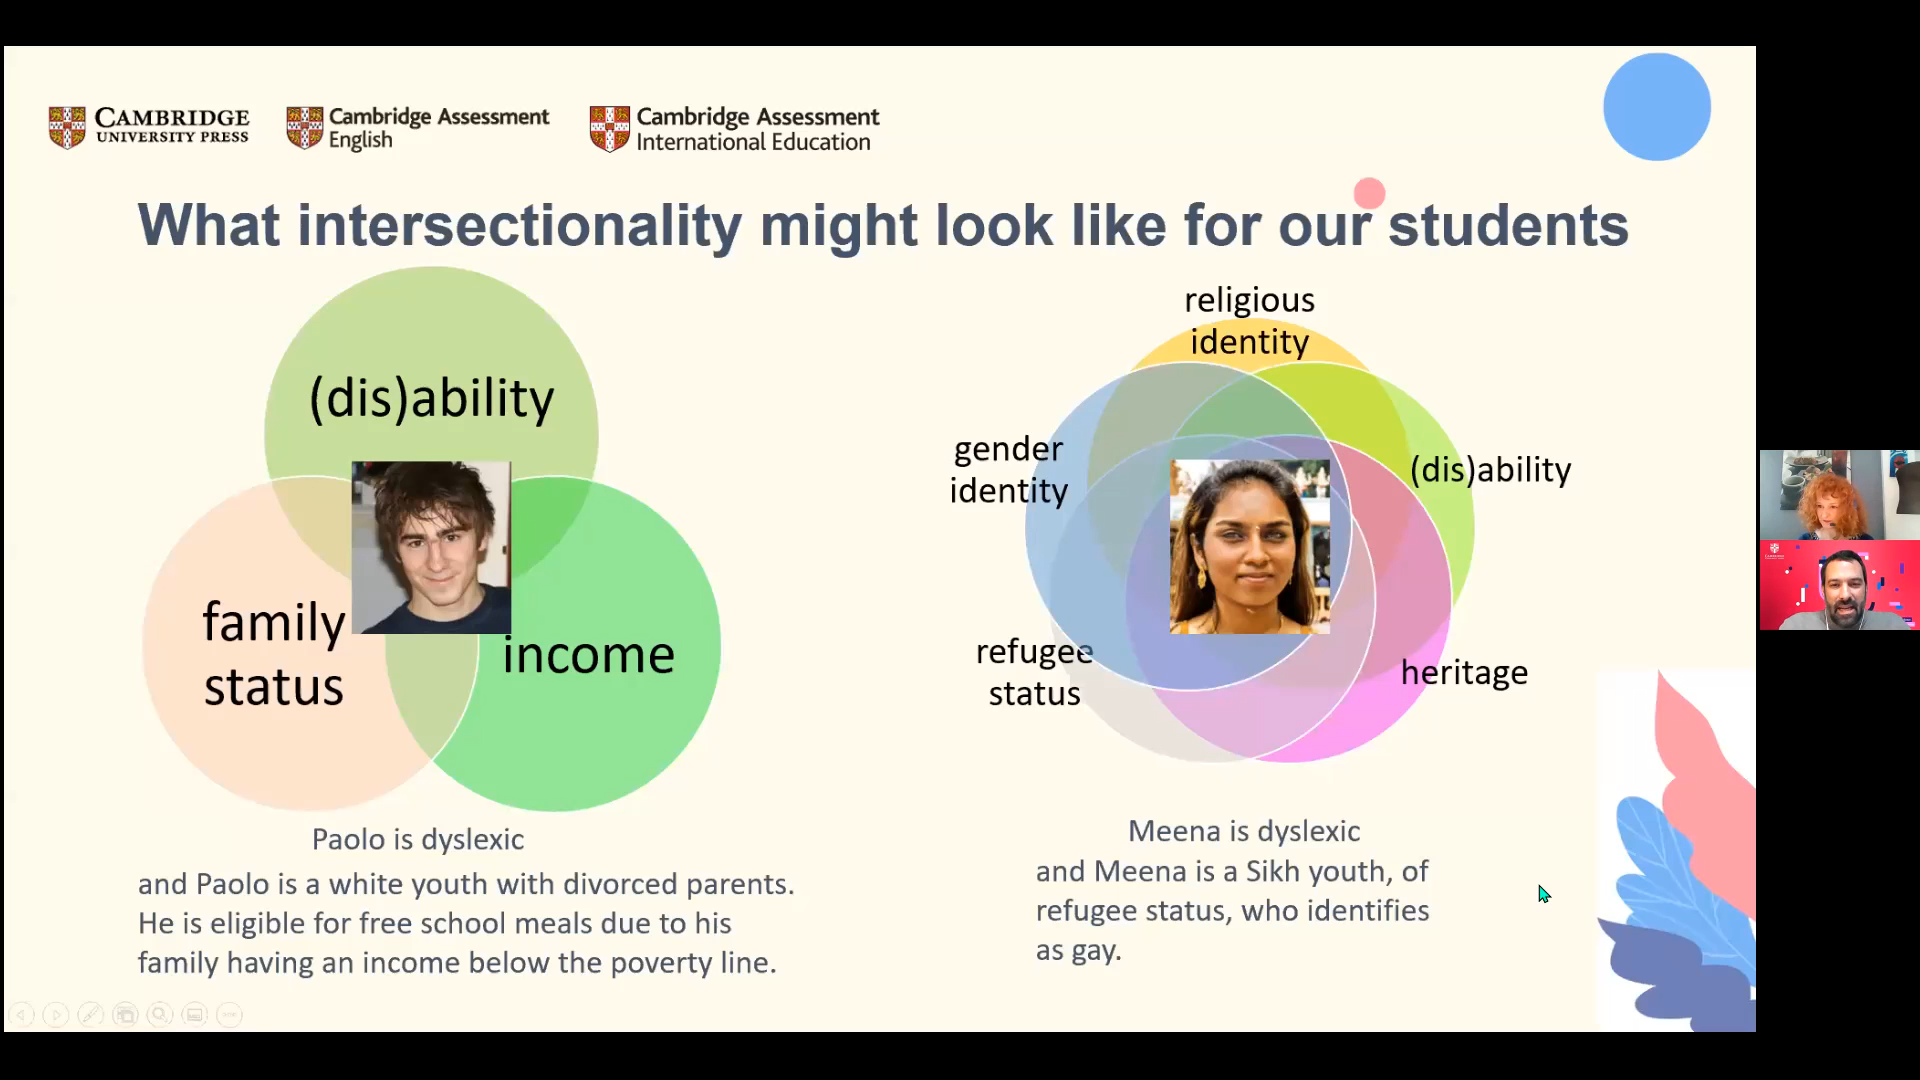 CAMBRIDGE
UNIVERSITY PRESS
Cambridge Assessment
English
Cambridge Assessment
International Education
What intersectionality might look like for our students
(dis)ability
family
status
income
religious
identity
gender
identity
(dis)ability
refugee
status
heritage
Paolo is dyslexic
and Paolo is a white youth with divorced parents.
He is eligible for free school meals due to his
family having an income below the poverty line.
Meena is dyslexic
and Meena is a Sikh youth, of
refugee status, who identifies
as gay.